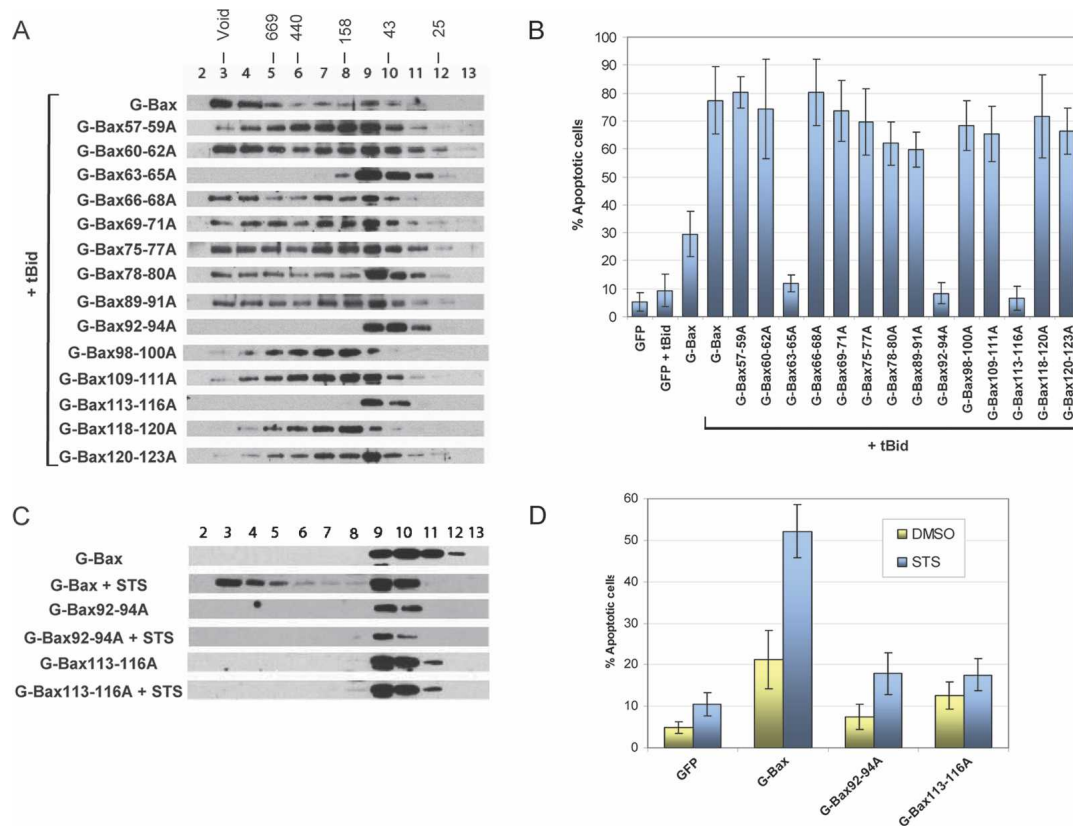 A
Void 669 440 158 43 25
2 3 4 5 6 7 8 9 10 11 12 13
+ tBid
G-Bax
G-Bax57-59A
G-Bax60-62A
G-Bax63-65A
G-Bax66-68A
G-Bax69-71A
G-Bax75-77A
G-Bax78-80A
G-Bax89-91A
G-Bax92-94A
G-Bax98-100A
G-Bax109-111A
G-Bax113-116A
G-Bax118-120A
G-Bax120-123A
B
% Apoptotic cells
100
90
80
70
60
50
40
30
20
10
0
GFP
GFP + tBid
G-Bax
G-Bax
G-Bax57-59A
G-Bax60-62A
G-Bax63-65A
G-Bax66-68A
G-Bax69-71A
G-Bax75-77A
G-Bax78-80A
G-Bax89-91A
G-Bax92-94A
G-Bax98-100A
G-Bax109-111A
G-Bax113-116A
G-Bax118-120A
G-Bax120-123A
+ tBid
C
2 3 4 5 6 7 8 9 10 11 12 13
G-Bax
G-Bax + STS
G-Bax92-94A
G-Bax92-94A + STS
G-Bax113-116A
G-Bax113-116A + STS
D
% Apoptotic cells
60
50
40
30
20
10
0
DMSO
STS
GFP
G-Bax
G-Bax92-94A
G-Bax113-116A